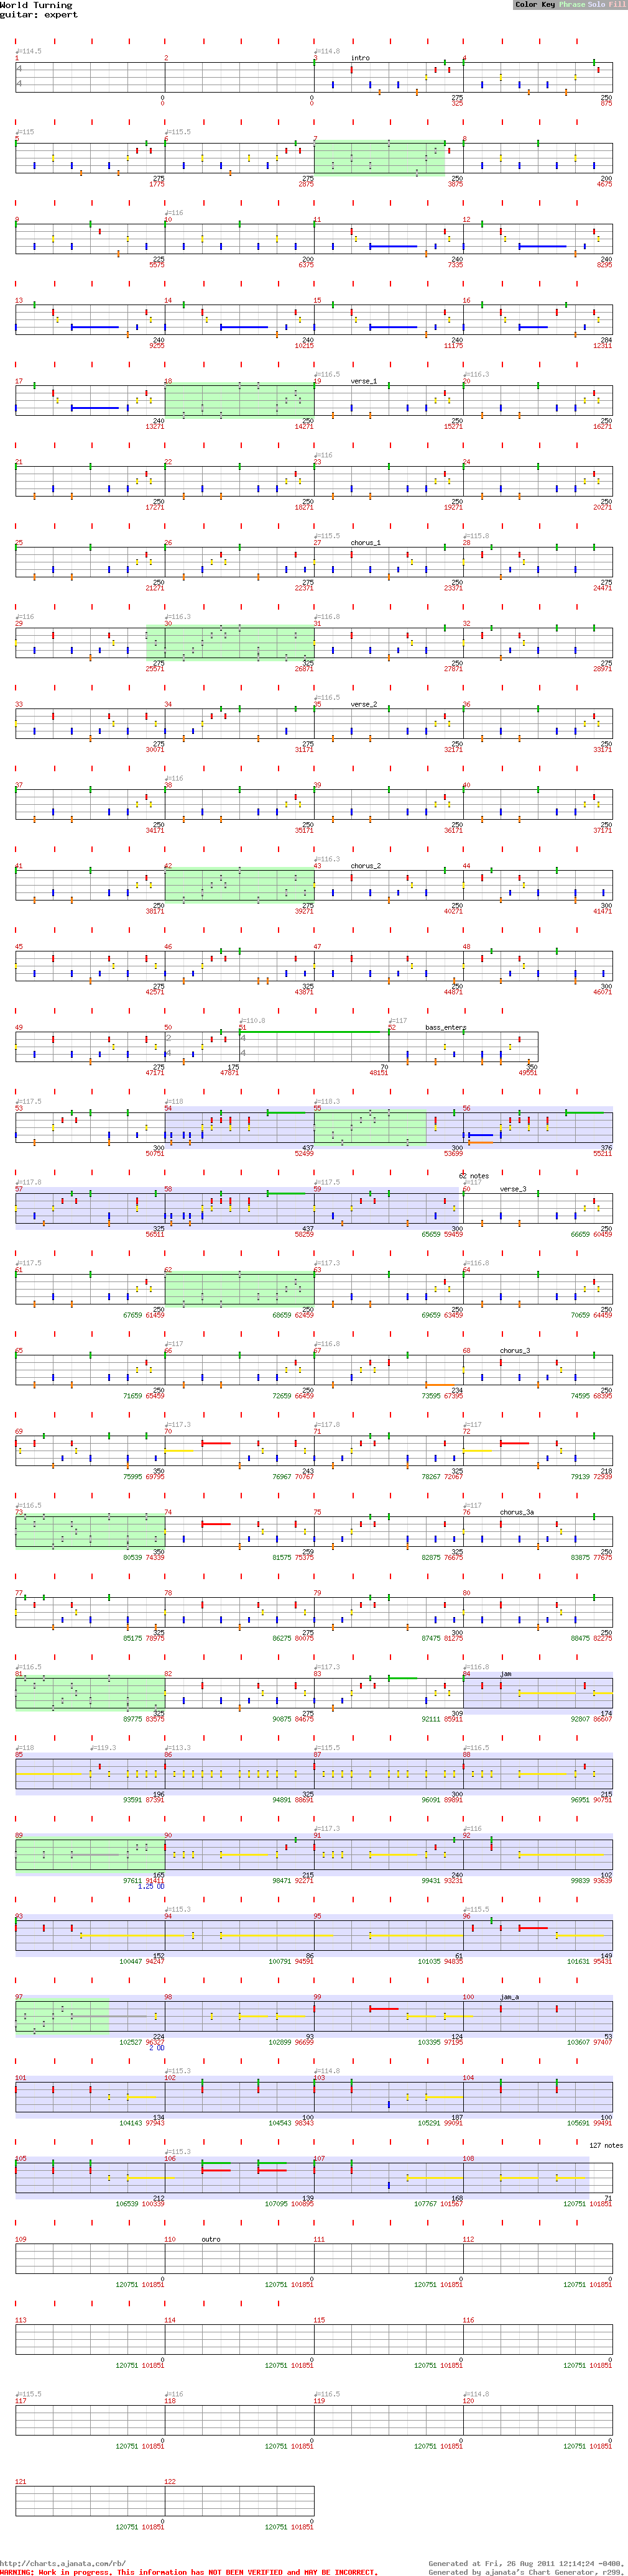 World Turning
guitar: expert
Color Key Phrase Solo Fill
♩=114.5 ♩=114.8
1 2 3 intro 4
0 0 275 250
0 0 325 875
♩=115 ♩=115.5
5 6 7 8
275 275 250 200
1775 2875 3875 4675
♩=116
9 10 11 12
225 200 240 240
5575 6375 7335 8295
13 14 15 16
240 240 240 284
9255 10215 11175 12311
♩=116.5 ♩=116.3
17 18 19 verse_1 20
240 250 250 250
13271 14271 15271 16271
♩=116
21 22 23 24
250 250 250 250
17271 18271 19271 20271
♩=115.5 ♩=115.8
25 26 27 chorus_1 28
250 275 250 275
21271 22371 23371 24471
♩=116 ♩=116.3 ♩=116.8
29 30 31 32
275 325 250 275
25571 26871 27871 28971
♩=116.5
33 34 35 verse_2 36
275 275 250 250
30071 31171 32171 33171
♩=116
37 38 39 40
250 250 250 250
34171 35171 36171 37171
♩=116.3
41 42 43 chorus_2 44
250 275 250 300
38171 39271 40271 41471
45 46 47 48
275 325 250 300
42571 43871 44871 46071
♩=110.8 ♩=117
49 50 51 52 bass_enters
275 175 70 350
47171 47871 48151 49551
♩=117.5 ♩=118 ♩=118.3
53 54 55 56
300 437 300 376
50751 52499 53699 55211
62 notes
♩=117.8 ♩=117.5 ♩=117
57 58 59 60 verse_3
325 437 300 250
56511 58259 65659 59459 66659 60459
♩=117.5 ♩=117.3 ♩=116.8
61 62 63 64
250 250 250 250
67659 61459 68659 62459 69659 63459 70659 64459
♩=117 ♩=116.8
65 66 67 68 chorus_3
250 250 234 250
71659 65459 72659 66459 73595 67395 74595 68395
♩=117.3 ♩=117.8 ♩=117
69 70 71 72
350 243 325 218
75995 69795 76967 70767 78267 72067 79139 72939
♩=116.5 ♩=117
73 74 75 76 chorus_3a
350 259 325 250
80539 74339 81575 75375 82875 76675 83875 77675
77 78 79 80
325 275 300 250
85175 78975 86275 80075 87475 81275 88475 82275
♩=116.5 ♩=117.3 ♩=116.8
81 82 83 84 jam
325 275 309 174
89775 83575 90875 84675 92111 85911 92807 86607
♩=118 ♩=119.3 ♩=113.3 ♩=115.5 ♩=116.5
85 86 87 88
196 325 300 215
93591 87391 94891 88691 96091 89891 96951 90751
♩=117.3 ♩=116
89 90 91 92
165 215 240 102
97611 91411 98471 92271 99431 93231 99839 93639
1.25 OD
♩=115.3 ♩=115.5
93 94 95 96
152 86 61 149
100447 94247 100791 94591 101035 94835 101631 95431
97 98 99 100 jam_a
224 93 124 53
102527 96327 102899 96699 103395 97195 103607 97407
2 OD
♩=115.3 ♩=114.8
101 102 103 104
134 100 187 100
104143 97943 104543 98343 105291 99091 105691 99491
127 notes
♩=115.3
105 106 107 108
212 139 168 71
106539 100339 107095 100895 107767 101567 120751 101851
109 110 outro 111 112
0 0 0 0
120751 101851 120751 101851 120751 101851 120751 101851
113 114 115 116
0 0 0 0
120751 101851 120751 101851 120751 101851 120751 101851
♩=115.5 ♩=116 ♩=116.5 ♩=114.8
117 118 119 120
0 0 0 0
120751 101851 120751 101851 120751 101851 120751 101851
121 122
0 0
120751 101851 120751 101851
http://charts.ajanata.com/rb/ Generated at Fri, 26 Aug 2011 12:14:24 -0400.
WARNING: Work in progress. This information has NOT BEEN VERIFIED and MAY BE INCORRECT. Generated by ajanata's Chart Generator, r299.